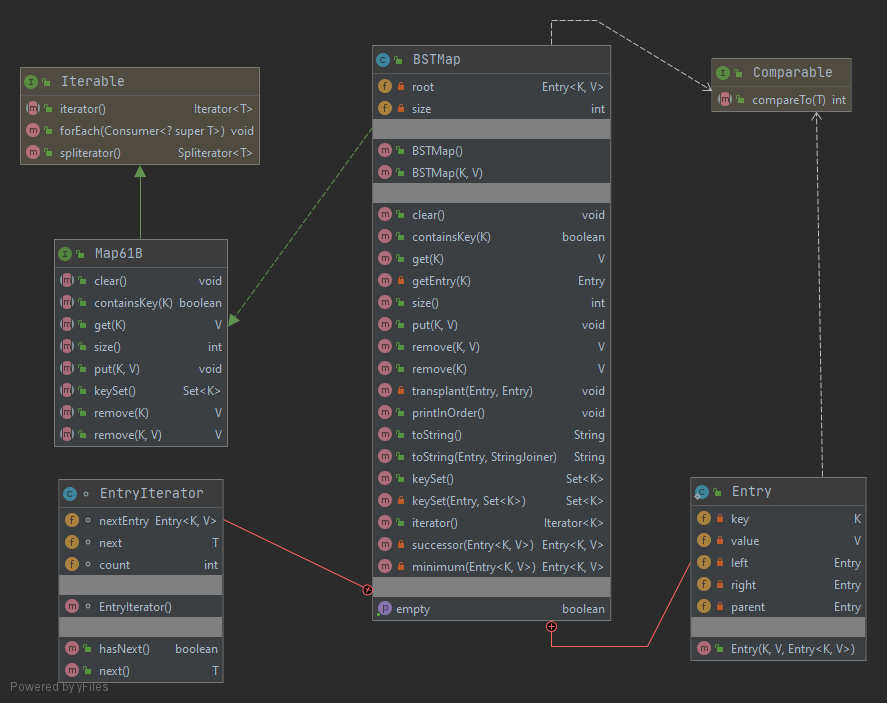 Iterable
iterator() Iterator<T>
forEach(Consumer<? super T>) void
spliterator() Spliterator<T>
Map61B
clear() void
containsKey(K) boolean
get(K) V
size() int
put(K, V) void
keySet() Set<K>
remove(K) V
remove(K, V) V
EntryIterator
nextEntry Entry<K, V>
next T
count int
EntryIterator()
hasNext() boolean
next() T
BSTMap
root Entry<K, V>
size int
BSTMap()
BSTMap(K, V)
clear() void
containsKey(K) boolean
get(K) V
getEntry(K) Entry
size() int
put(K, V) void
remove(K, V) V
remove(K) V
transplant(Entry, Entry) void
printInOrder() void
toString() String
toString(Entry, StringJoiner) String
keySet() Set<K>
keySet(Entry, Set<K>) Set<K>
iterator() Iterator<K>
successor(Entry<K, V>) Entry<K, V>
minimum(Entry<K, V>) Entry<K, V>
empty boolean
Comparable
compareTo(T) int
Entry
key K
value V
left Entry
right Entry
parent Entry
Entry(K, V, Entry<K, V>)
Powered by yFiles